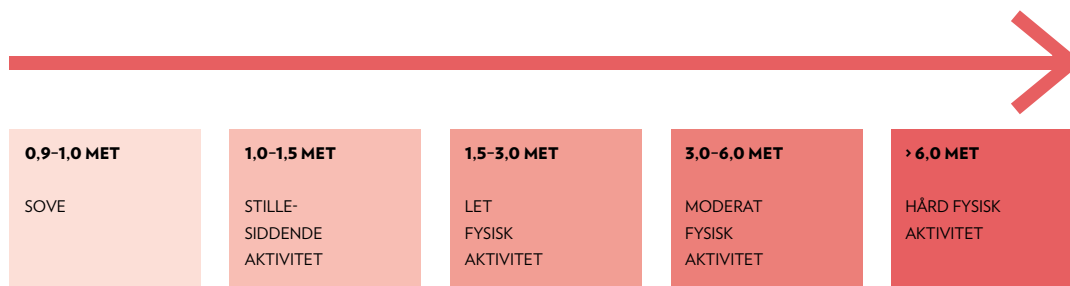 0,9–1,0 MET
SOVE
1,0–1,5 MET
STILLE-
SIDDENDE
AKTIVITET
1,5–3,0 MET
LET
FYSISK
AKTIVITET
3,0–6,0 MET
MODERAT
FYSISK
AKTIVITET
> 6,0 MET
HÅRD FYSISK
AKTIVITET